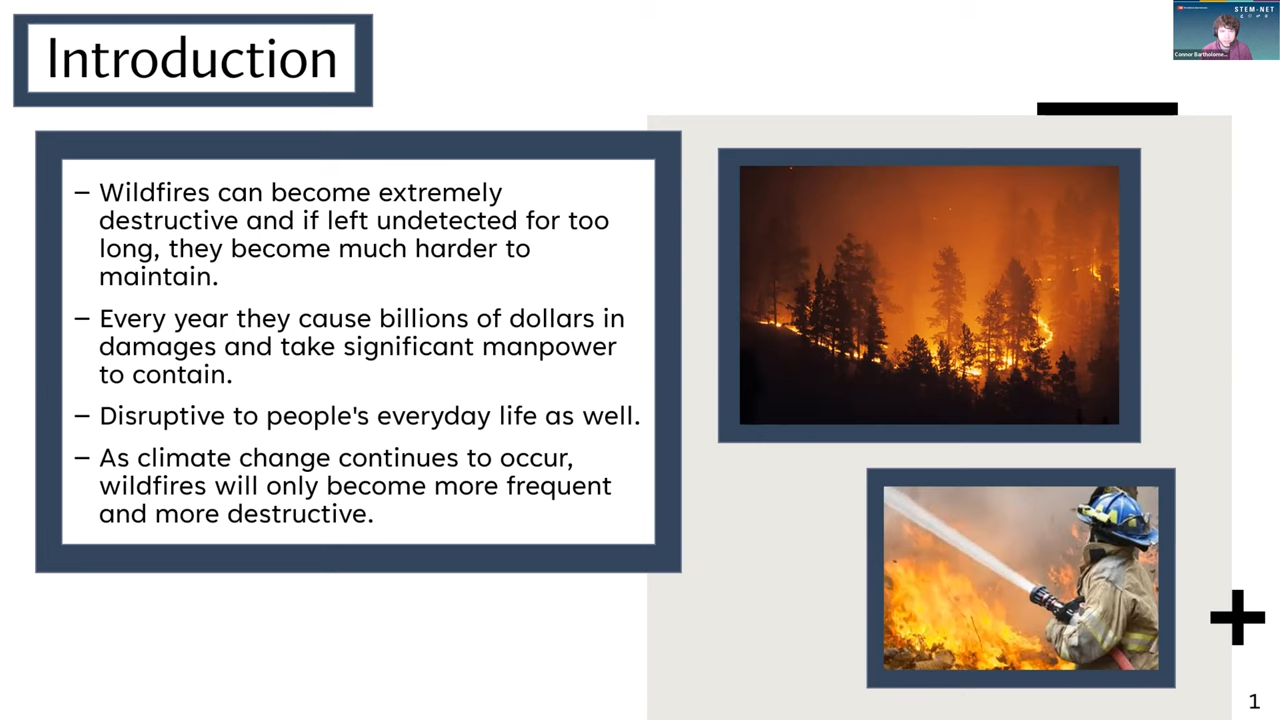 Introduction
STEM-NET
Connor Bartholome...
– Wildfires can become extremely
destructive and if left undetected for too
long, they become much harder to
maintain.
– Every year they cause billions of dollars in
damages and take significant manpower
to contain.
– Disruptive to people's everyday life as well.
– As climate change continues to occur,
wildfires will only become more frequent
and more destructive.
1